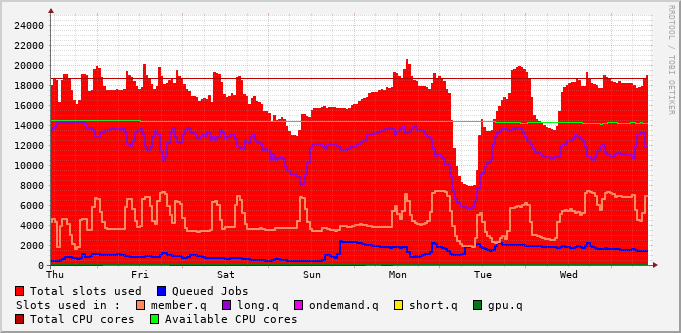 24000
22000
20000
18000
16000
14000
12000
10000
8000
6000
4000
2000
0
Thu Fri Sat Sun Mon Tue Wed
Total slots used Queued Jobs
Slots used in : member.q long.q ondemand.q short.q gpu.q
Total CPU cores Available CPU cores
RRDTOOL / TOBI OETIKER